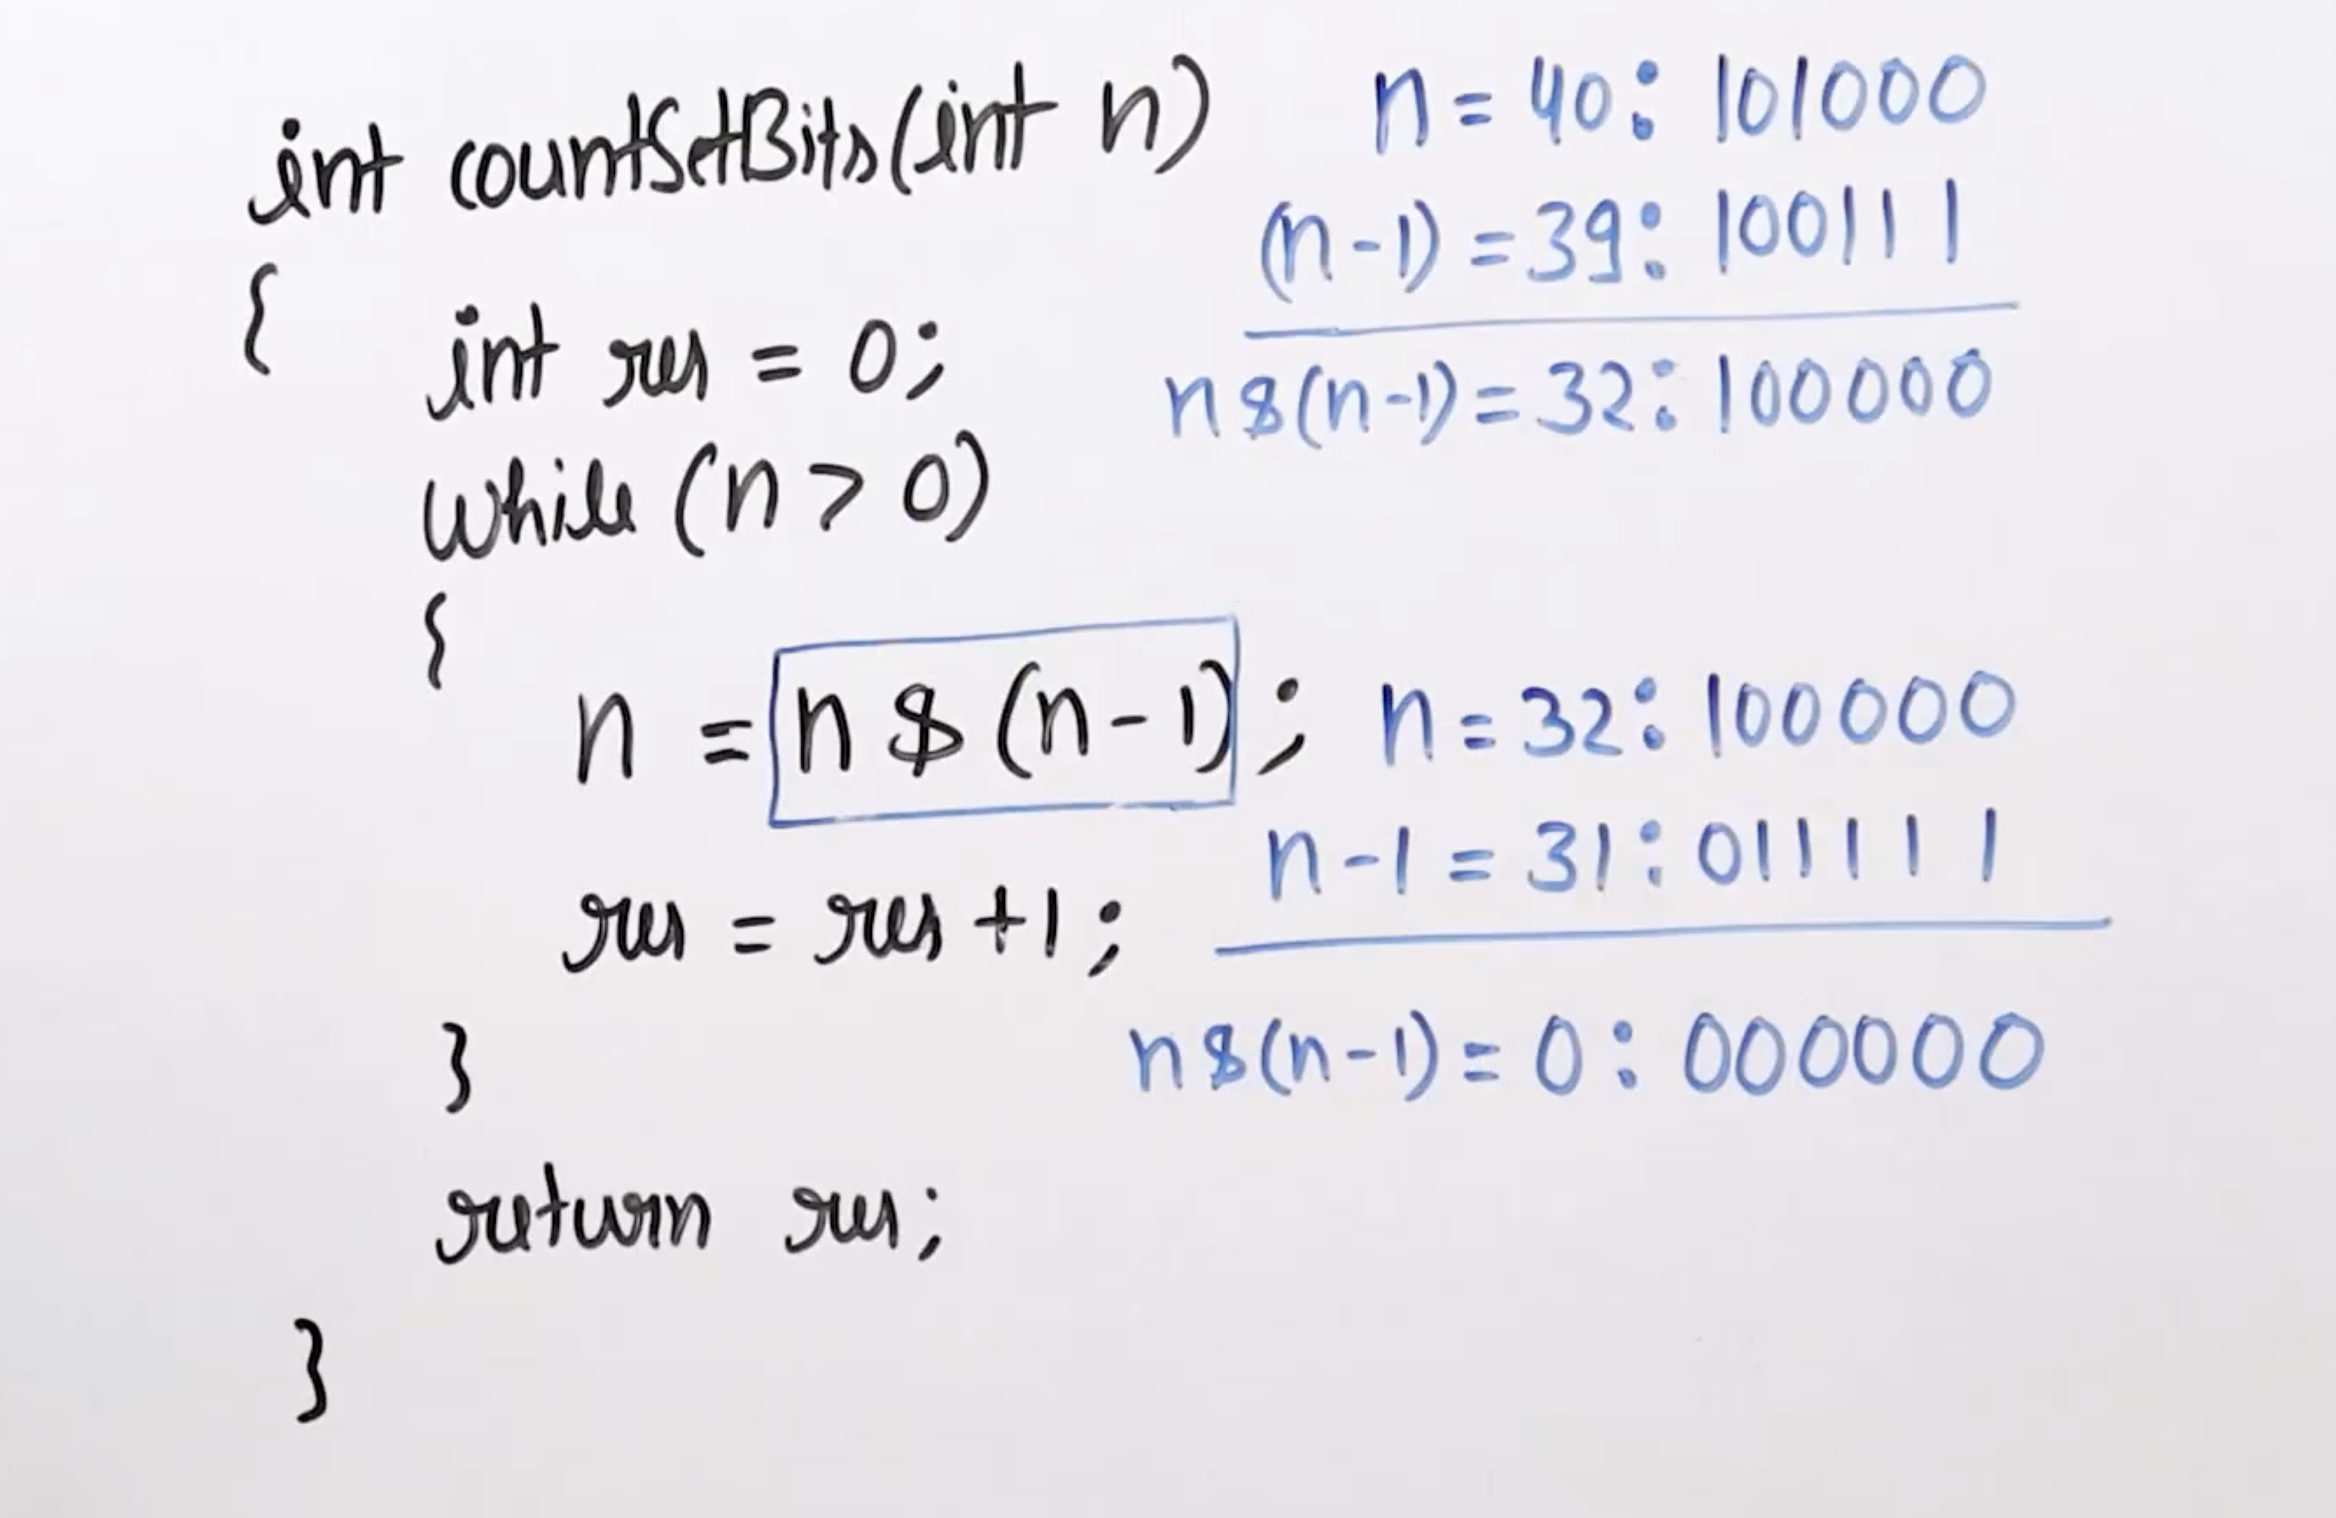 int countSetBits(int n)
{
int res = 0;
while (n > 0)
{
n = n & (n-1);
res = res +1;
}
return res;
}
n = 40: 101000
(n-1) = 39: 100111
n&(n-1) = 32: 100000
n = 32: 100000
n-1 = 31: 011111
n&(n-1) = 0: 000000